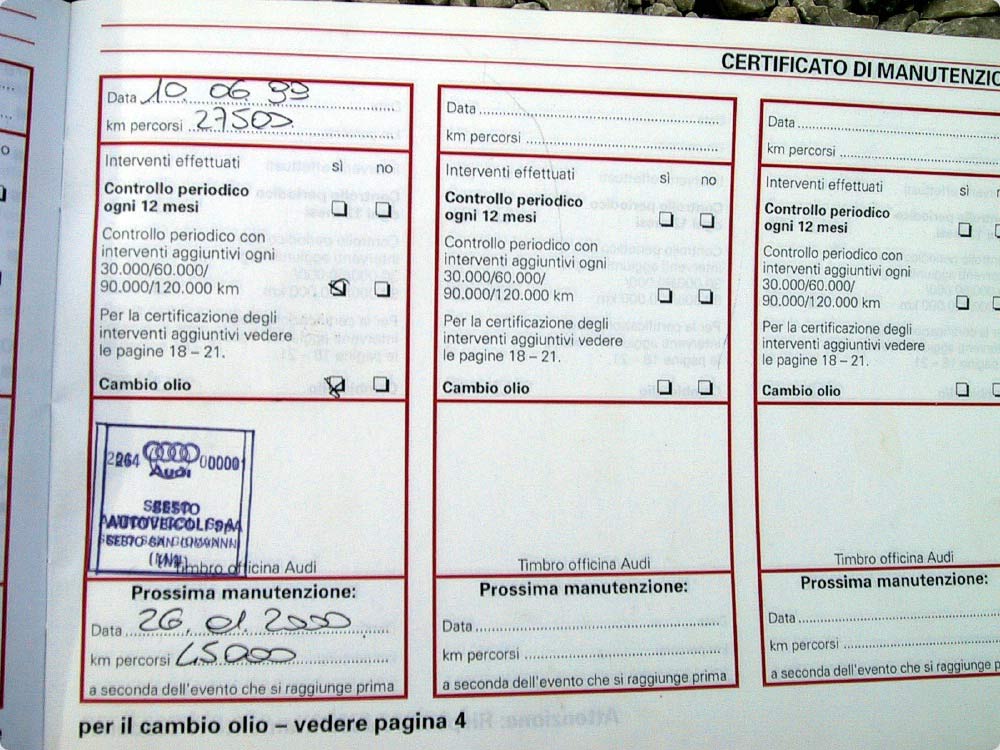 CERTIFICATO DI MANUTENZIO
Data 10. 06 99
km percorsi 27500
Interventi effettuati sì no
Controllo periodico
ogni 12 mesi
Controllo periodico con
interventi aggiuntivi ogni
30.000/60.000/
90.000/120.000 km
Per la certificazione degli
interventi aggiuntivi vedere
le pagine 18 – 21.
Cambio olio
264 00000
Audi
SESTO
AUTOVEICOLI SpA
SESTO SAN GIOVANNI
(MI)
Timbro officina Audi
Prossima manutenzione:
Data 26. 01. 2000
km percorsi 45000
a seconda dell'evento che si raggiunge prima
Data
km percorsi
Interventi effettuati sì no
Controllo periodico
ogni 12 mesi
Controllo periodico con
interventi aggiuntivi ogni
30.000/60.000/
90.000/120.000 km
Per la certificazione degli
interventi aggiuntivi vedere
le pagine 18 – 21.
Cambio olio
Timbro officina Audi
Prossima manutenzione:
Data
km percorsi
a seconda dell'evento che si raggiunge prima
Data
km percorsi
Interventi effettuati sì
Controllo periodico
ogni 12 mesi
Controllo periodico con
interventi aggiuntivi ogni
30.000/60.000/
90.000/120.000 km
Per la certificazione degli
interventi aggiuntivi vedere
le pagine 18 – 21.
Cambio olio
Timbro officina Audi
Prossima manutenzione:
Data
km percorsi
a seconda dell'evento che si raggiunge p
per il cambio olio – vedere pagina 4